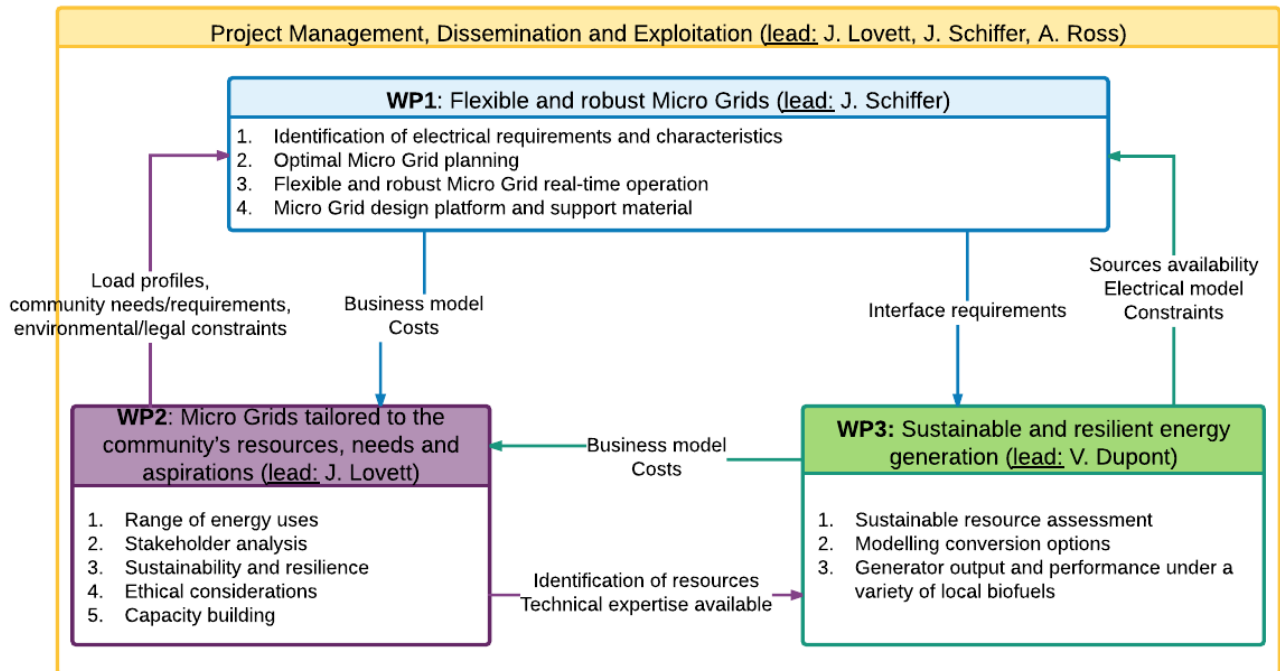 Project Management, Dissemination and Exploitation (lead: J. Lovett, J. Schiffer, A. Ross)
WP1: Flexible and robust Micro Grids (lead: J. Schiffer)
1. Identification of electrical requirements and characteristics
2. Optimal Micro Grid planning
3. Flexible and robust Micro Grid real-time operation
4. Micro Grid design platform and support material
Load profiles,
community needs/requirements,
environmental/legal constraints
Business model
Costs
Interface requirements
Sources availability
Electrical model
Constraints
WP2: Micro Grids tailored to the
community's resources, needs and
aspirations (lead: J. Lovett)
1. Range of energy uses
2. Stakeholder analysis
3. Sustainability and resilience
4. Ethical considerations
5. Capacity building
Business model
Costs
Identification of resources
Technical expertise available
WP3: Sustainable and resilient energy
generation (lead: V. Dupont)
1. Sustainable resource assessment
2. Modelling conversion options
3. Generator output and performance under a
variety of local biofuels